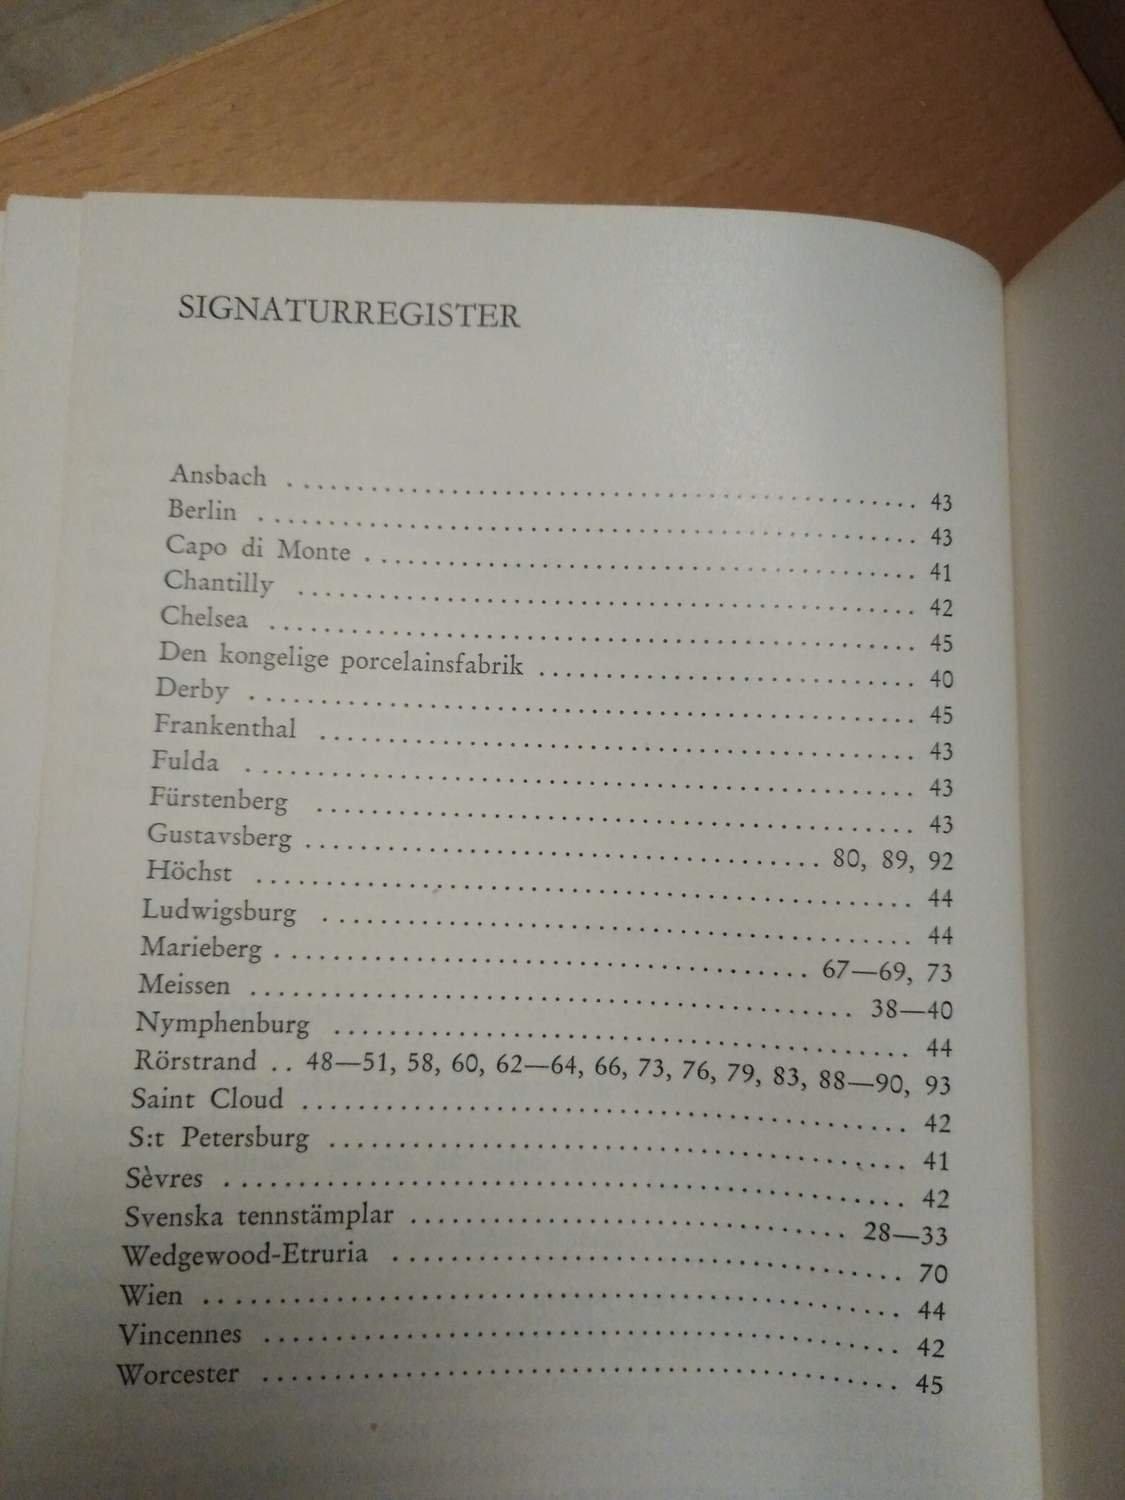 SIGNATURREGISTER
Ansbach ........................................ 43
Berlin ........................................ 43
Capo di Monte ........................................ 41
Chantilly ........................................ 42
Chelsea ........................................ 45
Den kongelige porcelainsfabrik ........................................ 40
Derby ........................................ 45
Frankenthal ........................................ 43
Fulda ........................................ 43
Fürstenberg ........................................ 43
Gustavsberg ........................................ 80, 89, 92
Höchst ........................................ 44
Ludwigsburg ........................................ 44
Marieberg ........................................ 67—69, 73
Meissen ........................................ 38—40
Nymphenburg ........................................ 44
Rörstrand .. 48—51, 58, 60, 62—64, 66, 73, 76, 79, 83, 88—90, 93
Saint Cloud ........................................ 42
S:t Petersburg ........................................ 41
Sèvres ........................................ 42
Svenska tennstämplar ........................................ 28—33
Wedgewood-Etruria ........................................ 70
Wien ........................................ 44
Vincennes ........................................ 42
Worcester ........................................ 45